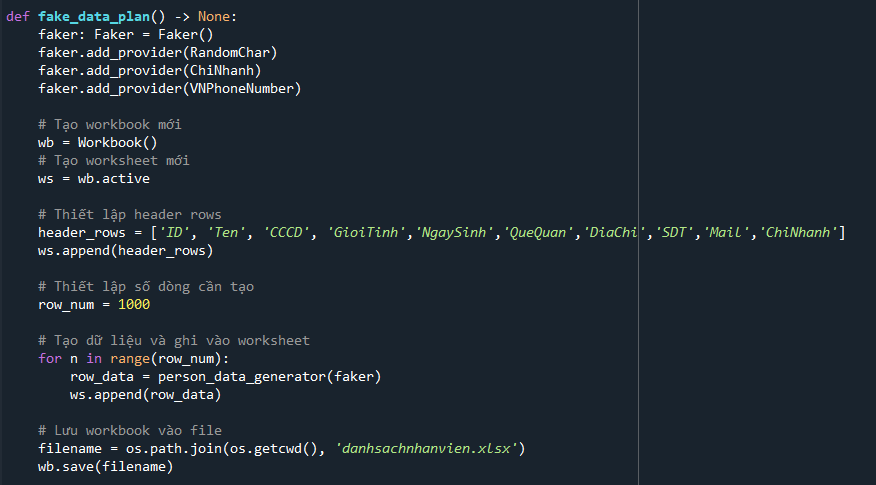 def fake_data_plan() -> None:
    faker: Faker = Faker()
    faker.add_provider(RandomChar)
    faker.add_provider(ChiNhanh)
    faker.add_provider(VNPhoneNumber)

    # Tạo workbook mới
    wb = Workbook()
    # Tạo worksheet mới
    ws = wb.active

    # Thiết lập header rows
    header_rows = ['ID', 'Ten', 'CCCD', 'GioiTinh','NgaySinh','QueQuan','DiaChi','SDT','Mail','ChiNhanh']
    ws.append(header_rows)

    # Thiết lập số dòng cần tạo
    row_num = 1000

    # Tạo dữ liệu và ghi vào worksheet
    for n in range(row_num):
        row_data = person_data_generator(faker)
        ws.append(row_data)

    # Lưu workbook vào file
    filename = os.path.join(os.getcwd(), 'danhsachnhanvien.xlsx')
    wb.save(filename)